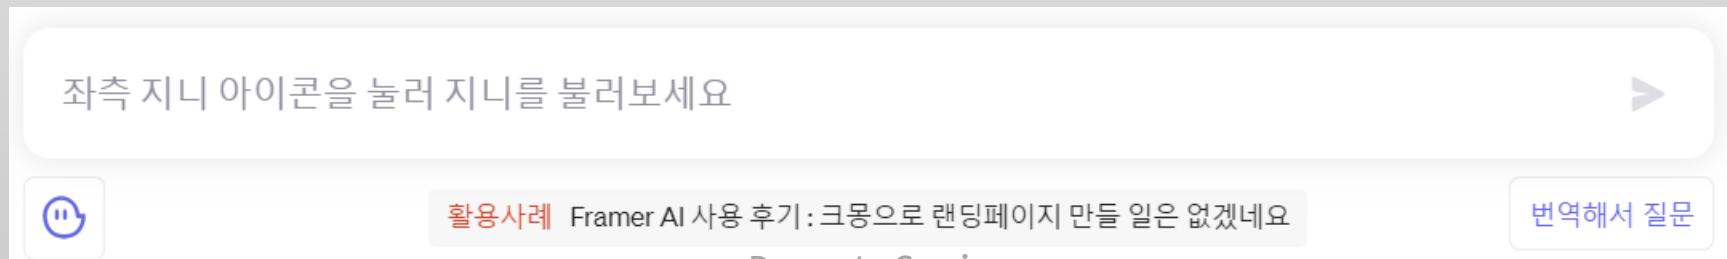 좌측 지니 아이콘을 눌러 지니를 불러보세요
활용사례 Framer AI 사용 후기 : 크몽으로 랜딩페이지 만들 일은 없겠네요
번역해서 질문